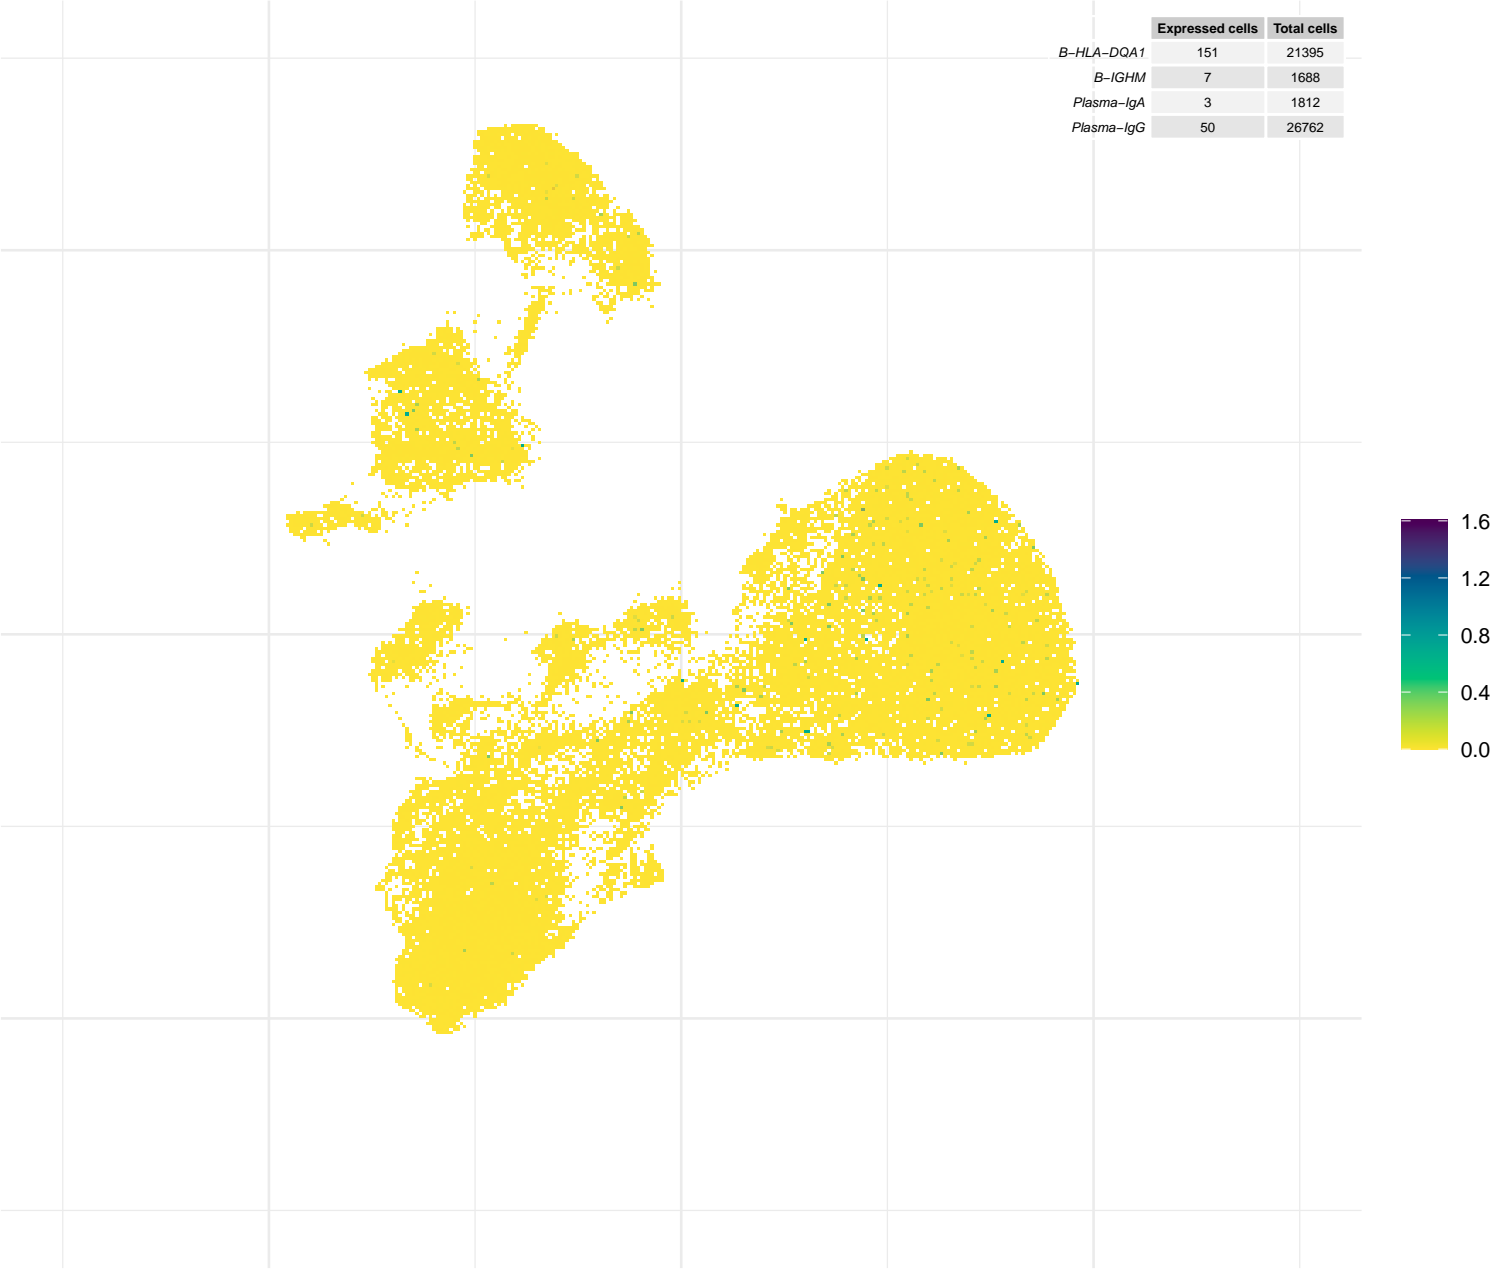 Expressed cells Total cells
B−HLA−DQA1 151 21395
B−IGHM 7 1688
Plasma−IgA 3 1812
Plasma−IgG 50 26762
1.6
1.2
0.8
0.4
0.0